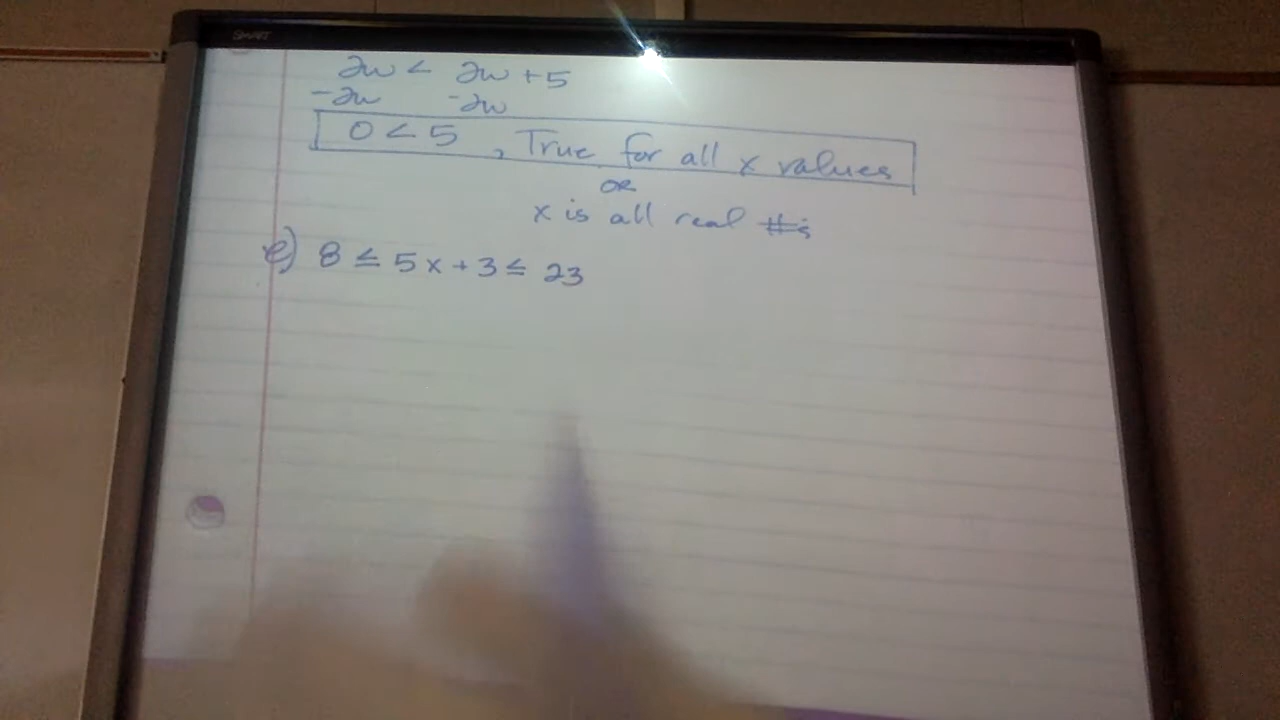 SMART
2w < 2w + 5
-2w -2w
0 < 5 , True for all x values
OR
x is all real #s
e) 8 ≤ 5x + 3 ≤ 23